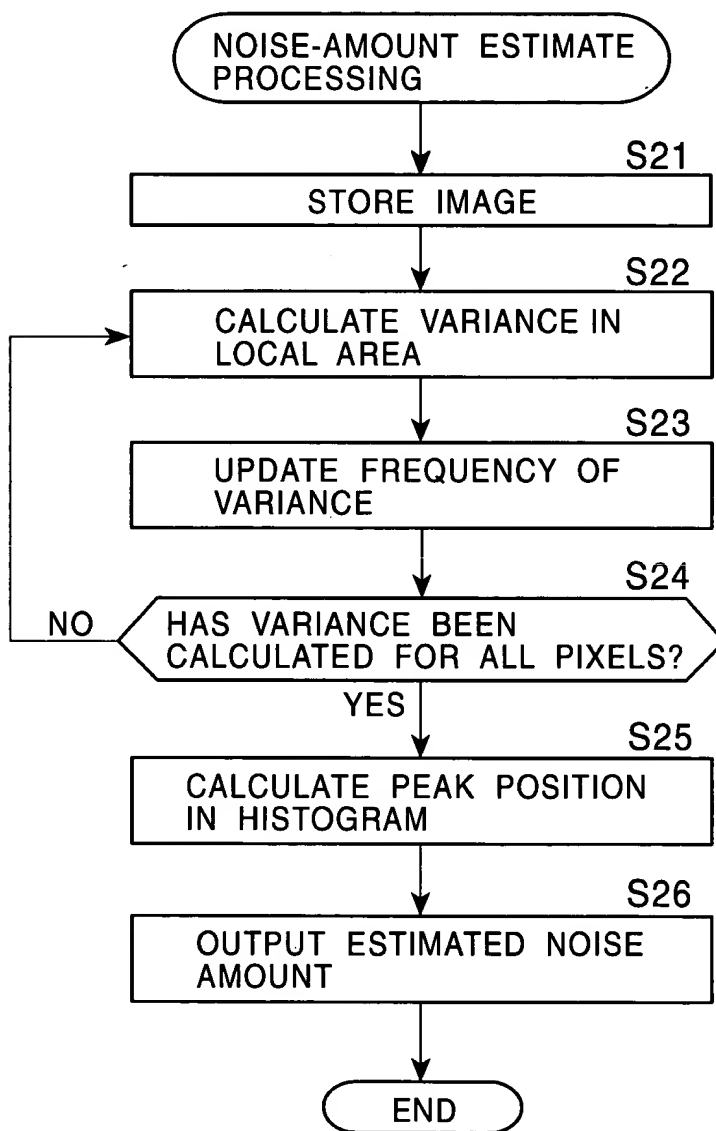 NOISE-AMOUNT ESTIMATE
PROCESSING
S21
STORE IMAGE
S22
CALCULATE VARIANCE IN
LOCAL AREA
S23
UPDATE FREQUENCY OF
VARIANCE
S24
NO
HAS VARIANCE BEEN
CALCULATED FOR ALL PIXELS?
YES
S25
CALCULATE PEAK POSITION
IN HISTOGRAM
S26
OUTPUT ESTIMATED NOISE
AMOUNT
END